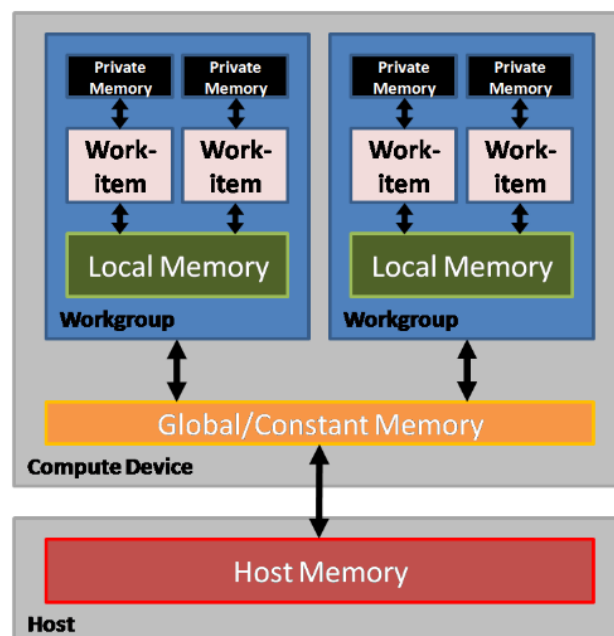 Private Memory
Private Memory
Private Memory
Private Memory
Work-item
Work-item
Work-item
Work-item
Local Memory
Local Memory
Workgroup
Workgroup
Global/Constant Memory
Compute Device
Host Memory
Host